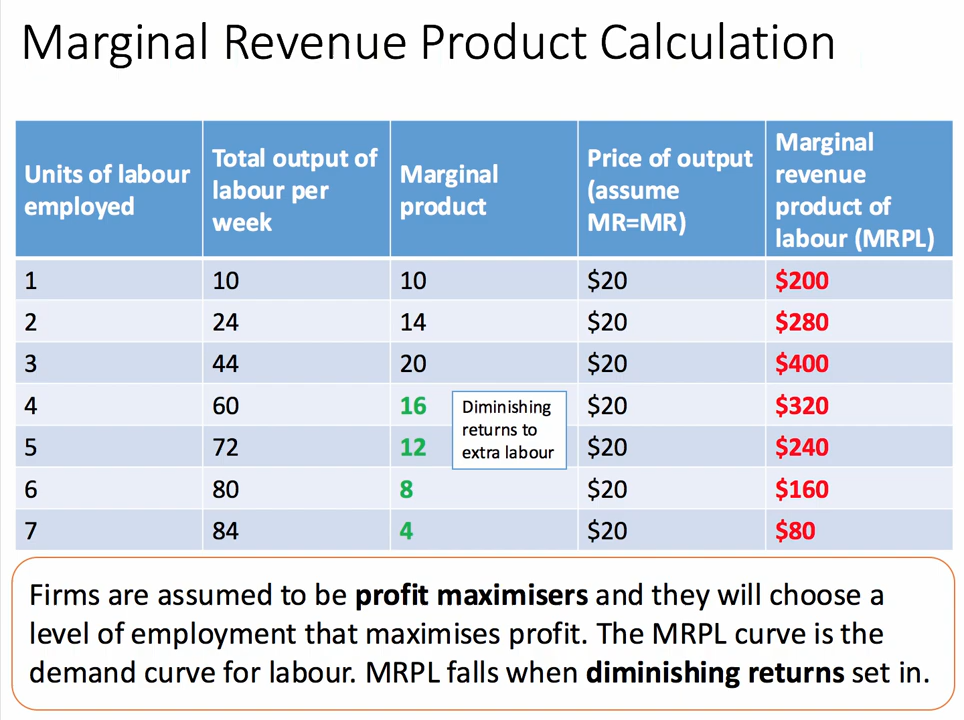 Marginal Revenue Product Calculation
Units of labour employed | Total output of labour per week | Marginal product | Price of output (assume MR=MR) | Marginal revenue product of labour (MRPL)
1 | 10 | 10 | $20 | $200
2 | 24 | 14 | $20 | $280
3 | 44 | 20 | $20 | $400
4 | 60 | 16 | $20 | $320
5 | 72 | 12 | $20 | $240
6 | 80 | 8 | $20 | $160
7 | 84 | 4 | $20 | $80
Diminishing
returns to
extra labour
Firms are assumed to be profit maximisers and they will choose a
level of employment that maximises profit. The MRPL curve is the
demand curve for labour. MRPL falls when diminishing returns set in.